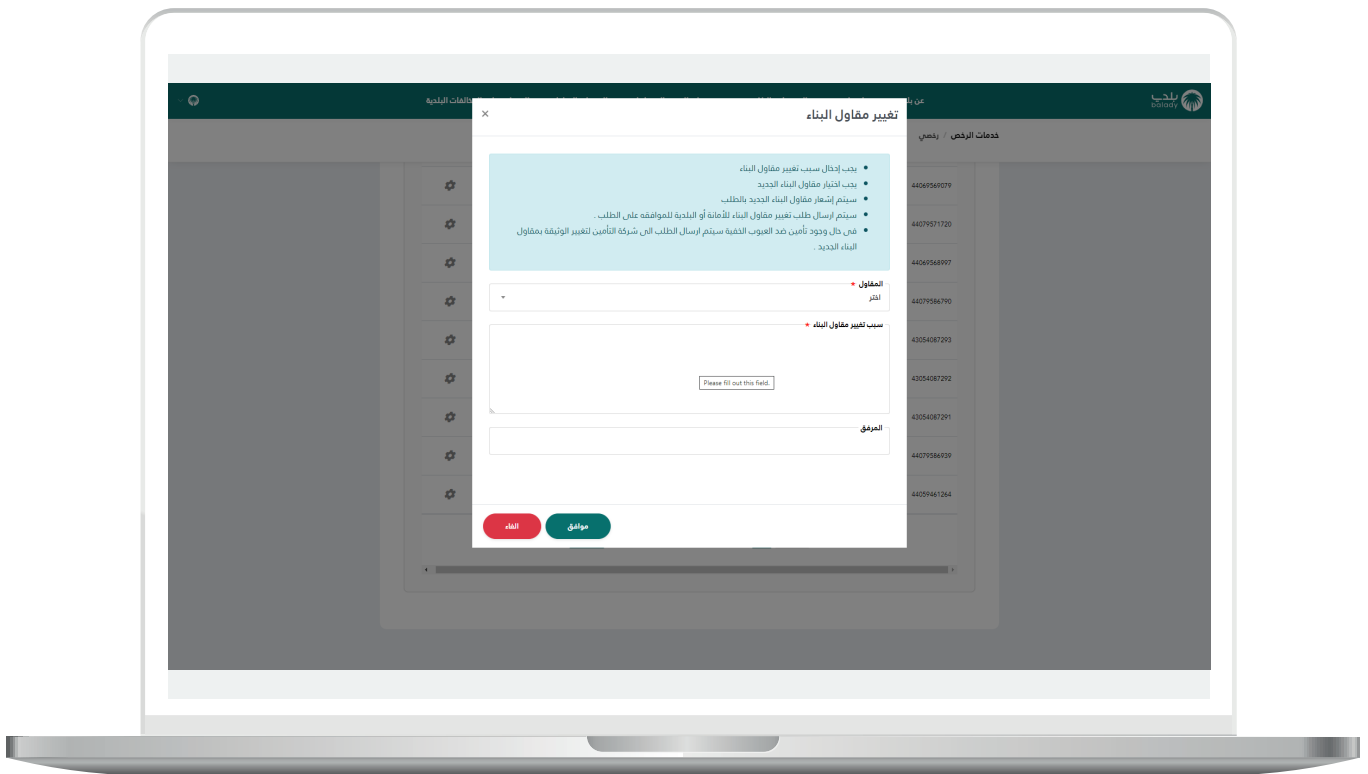 بلدي
balady
عن
المخالفات البلدية
خدمات الرخص / رخصي
تغيير مقاول البناء
×
يجب إدخال سبب تغيير مقاول البناء
يجب اختيار مقاول البناء الجديد
سيتم إشعار مقاول البناء الجديد بالطلب
سيتم ارسال طلب تغيير مقاول البناء للأمانة أو البلدية للموافقه على الطلب .
في حال وجود تأمين ضد العيوب الخفية سيتم ارسال الطلب الى شركة التأمين لتغيير الوثيقة بمقاول
البناء الجديد .
المقاول *
اختر
سبب تغيير مقاول البناء *
Please fill out this field.
المرفق
موافق
الغاء
44069569079
44079571720
44069568997
44079586790
43054087293
43054087292
43054087291
44079586939
44059461264